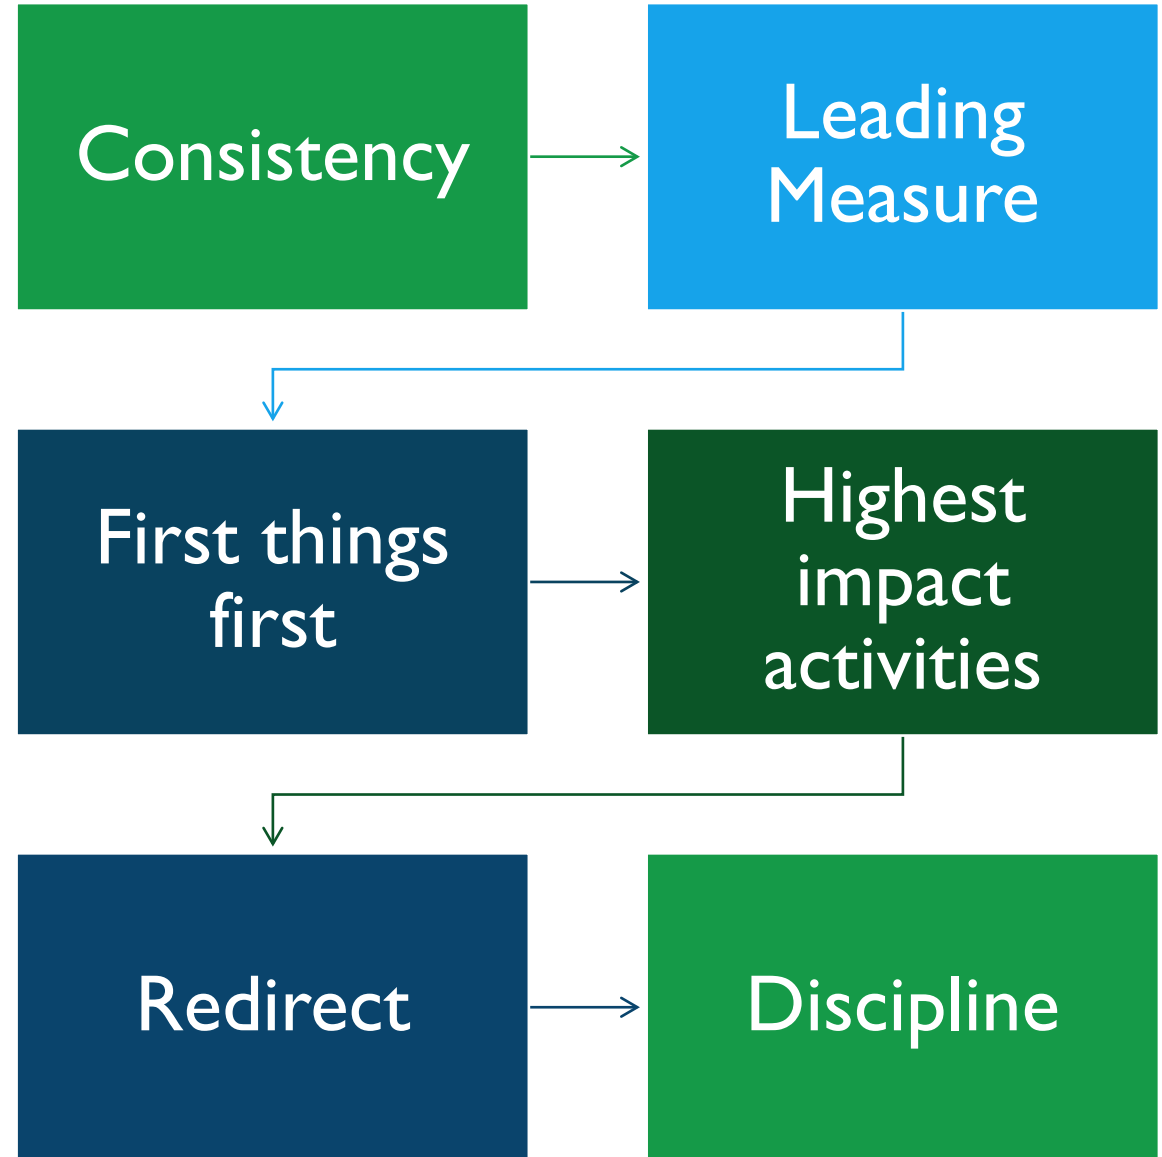 Consistency
Leading
Measure
First things
first
Highest
impact
activities
Redirect
Discipline